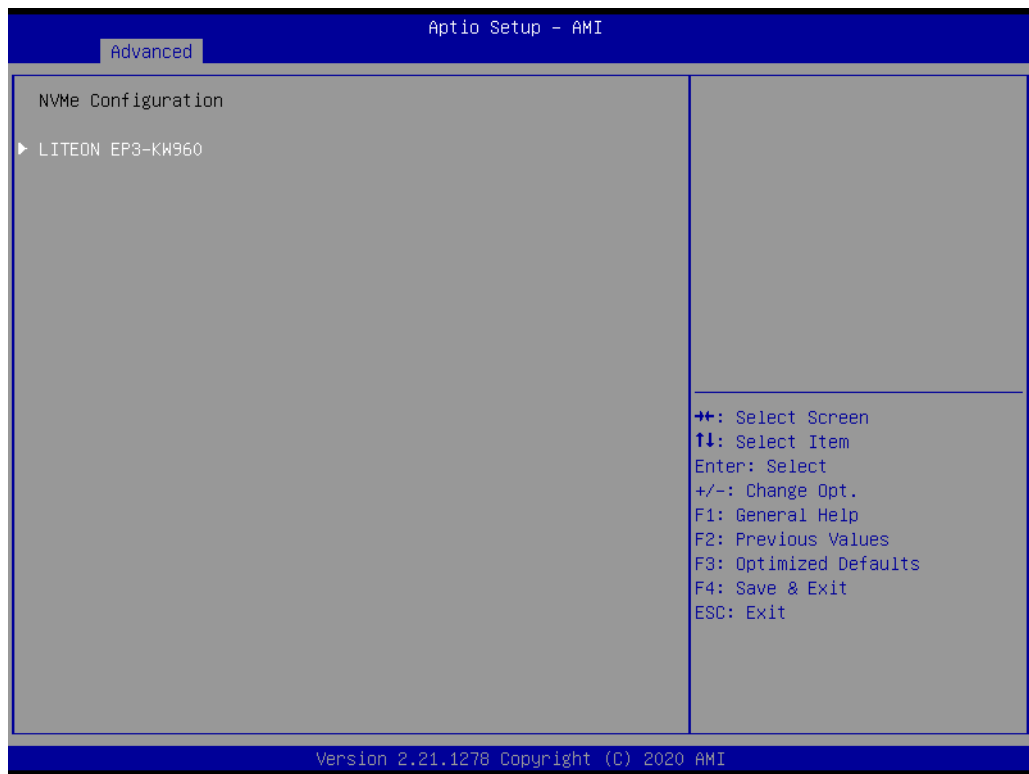 Aptio Setup – AMI
Advanced
NVMe Configuration
▶ LITEON EP3-KW960
→←: Select Screen
↑↓: Select Item
Enter: Select
+/-: Change Opt.
F1: General Help
F2: Previous Values
F3: Optimized Defaults
F4: Save & Exit
ESC: Exit
Version 2.21.1278 Copyright (C) 2020 AMI